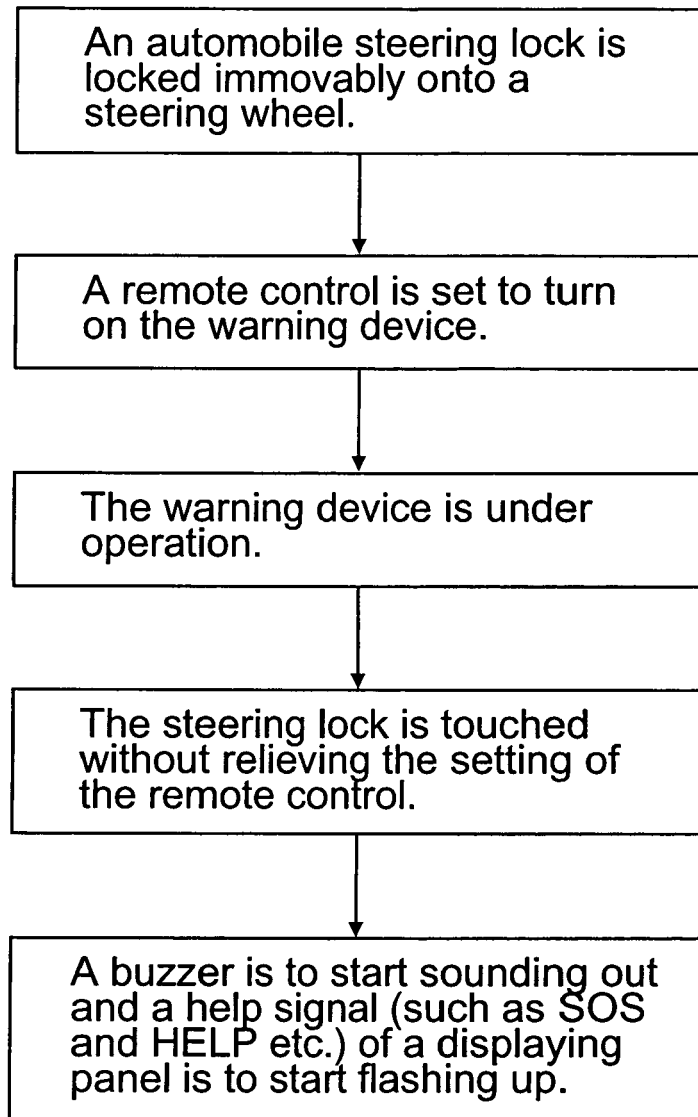 An automobile steering lock is
locked immovably onto a
steering wheel.
A remote control is set to turn
on the warning device.
The warning device is under
operation.
The steering lock is touched
without relieving the setting of
the remote control.
A buzzer is to start sounding out
and a help signal (such as SOS
and HELP etc.) of a displaying
panel is to start flashing up.